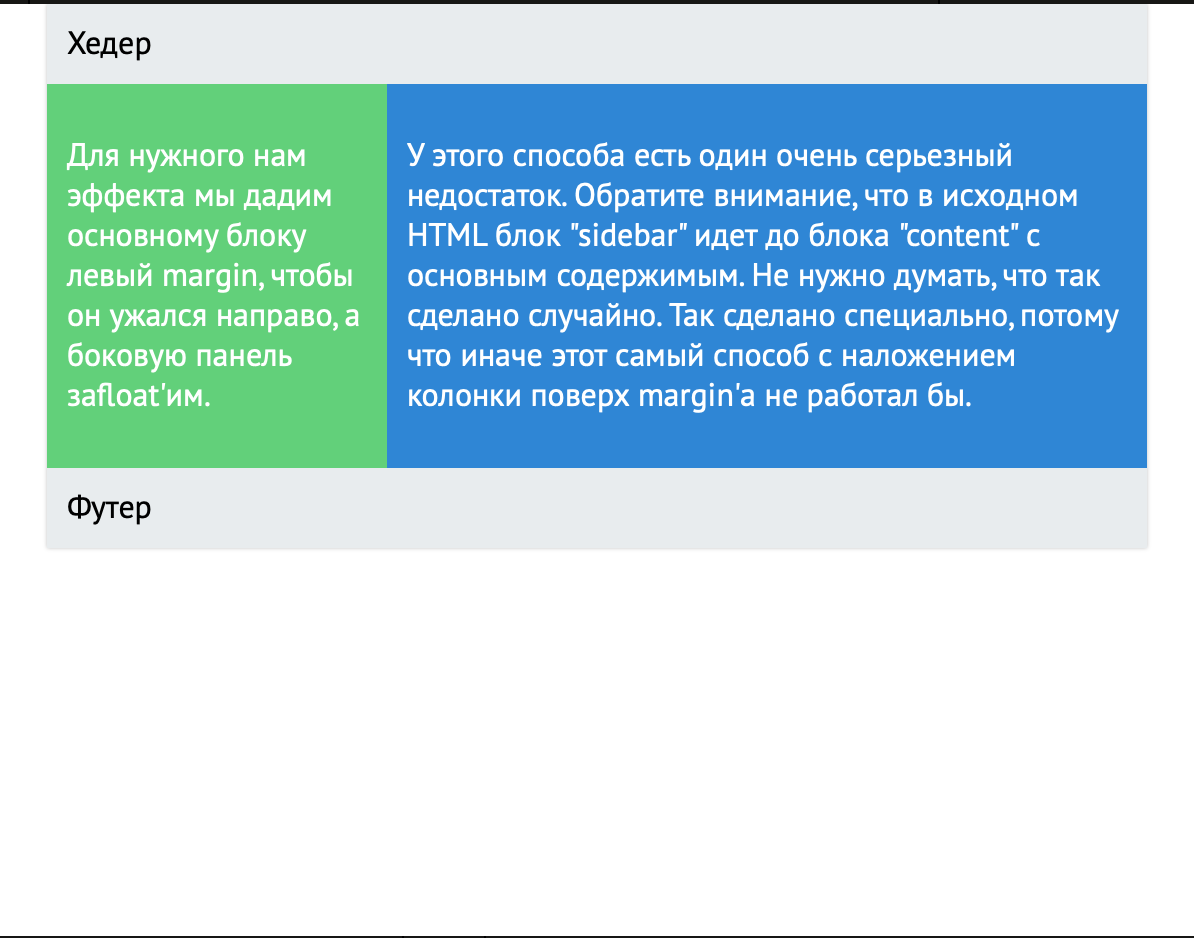 Хедер
Для нужного нам
эффекта мы дадим
основному блоку
левый margin, чтобы
он ужался направо, а
боковую панель
заfloat'им.
У этого способа есть один очень серьезный
недостаток. Обратите внимание, что в исходном
HTML блок "sidebar" идет до блока "content" с
основным содержимым. Не нужно думать, что так
сделано случайно. Так сделано специально, потому
что иначе этот самый способ с наложением
колонки поверх margin'а не работал бы.
Футер